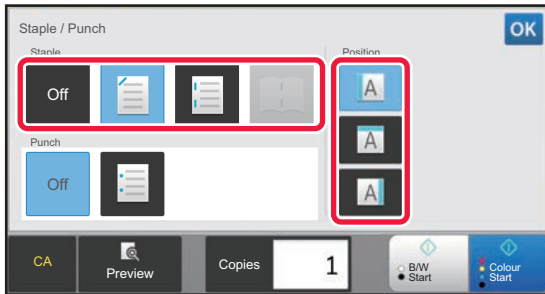 Staple / Punch
OK
Staple
Position
Off
A
A
A
Punch
Off
CA
Preview
Copies
1
B/W
Start
Colour
Start